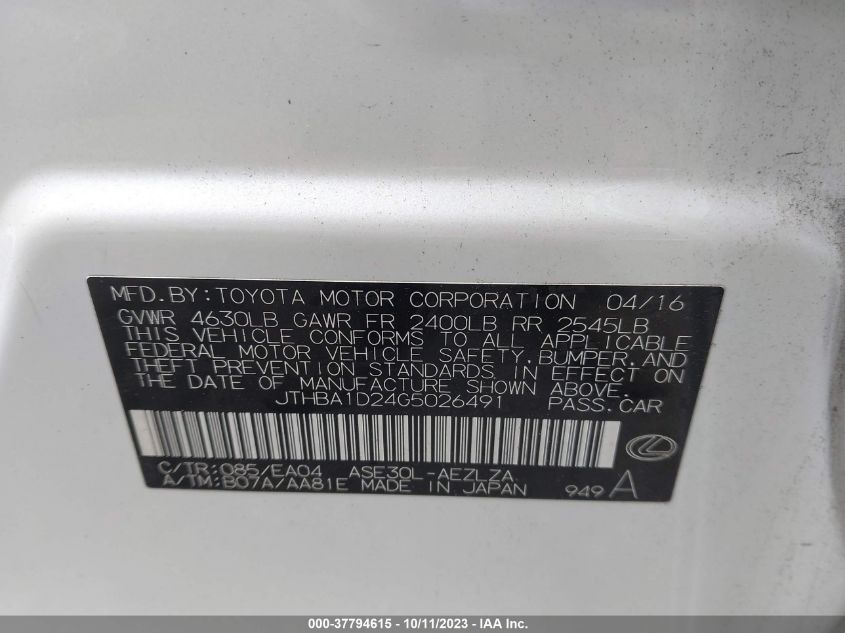 MFD.BY:TOYOTA MOTOR CORPORATION 04/16
GVWR 4630LB GAWR FR 2400LB RR 2545LB
THIS VEHICLE CONFORMS TO ALL APPLICABLE
FEDERAL MOTOR VEHICLE SAFETY,BUMPER,AND
THEFT PREVENTION STANDARDS IN EFFECT ON
THE DATE OF MANUFACTURE SHOWN ABOVE.
JTHBA1D24G5026491 PASS.CAR
C/TR:085/EA04 ASE30L-AEZLZA
A/TM:B07A/AA81E MADE IN JAPAN 949 A
000-37794615 - 10/11/2023 - IAA Inc.